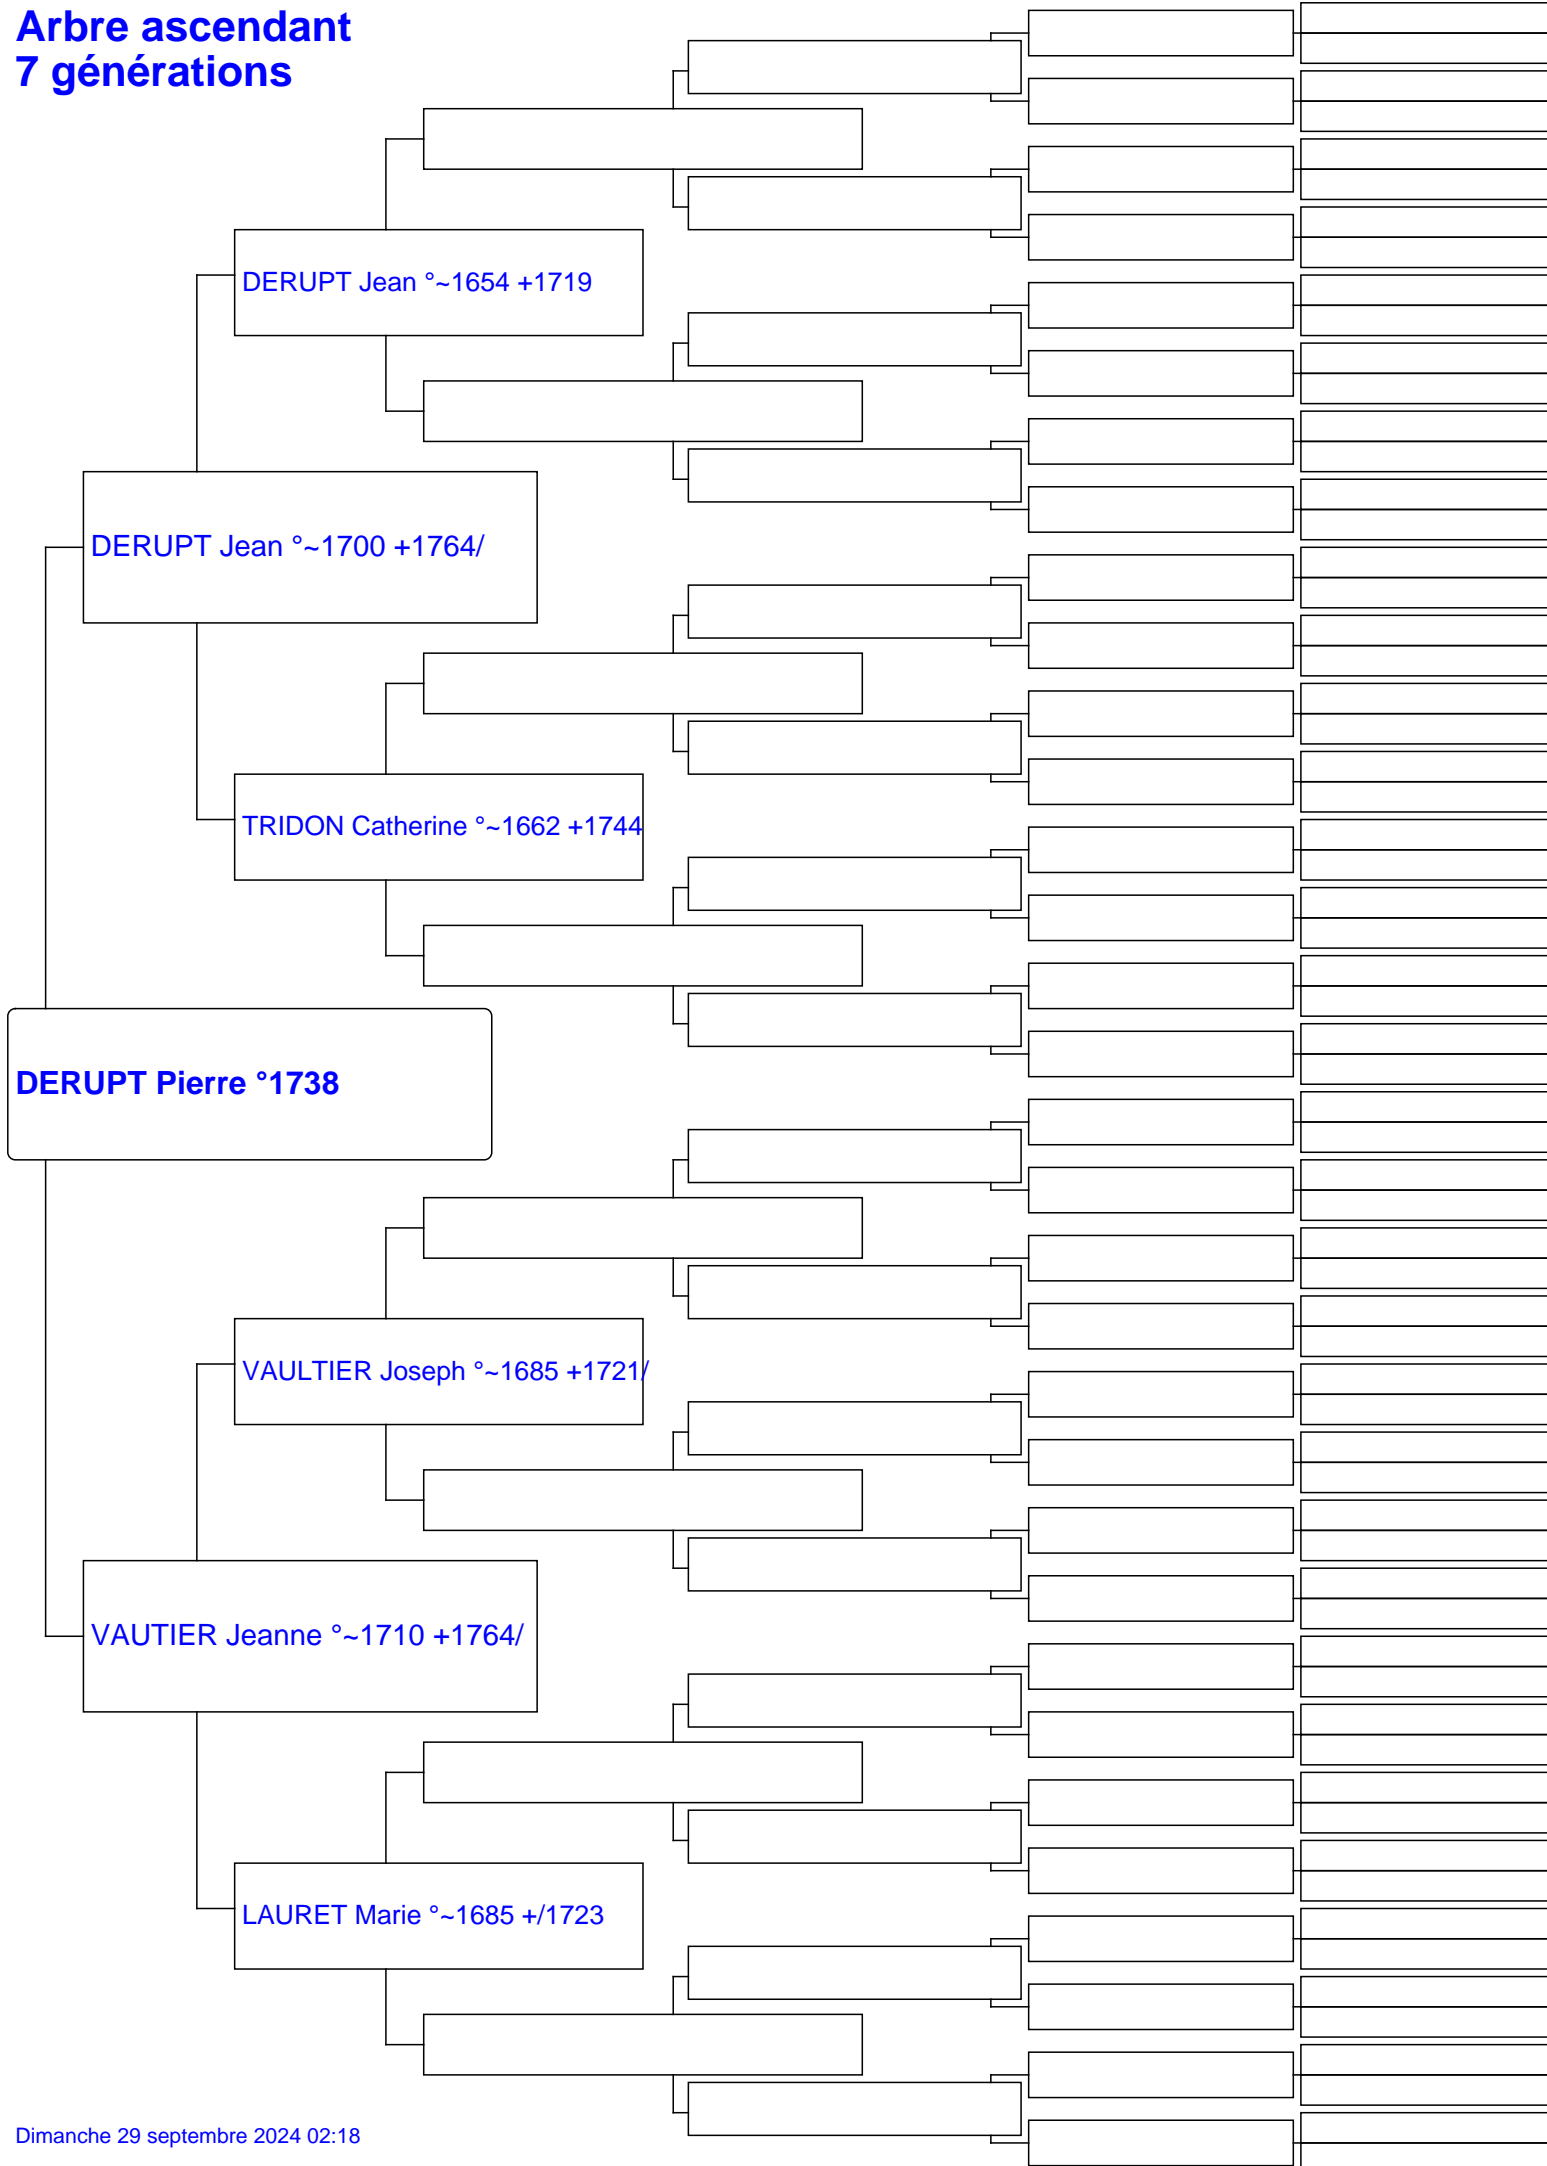 Arbre ascendant
7 générations
DERUPT Jean °~1654 +1719
DERUPT Jean °~1700 +1764/
TRIDON Catherine °~1662 +1744
DERUPT Pierre °1738
VAULTIER Joseph °~1685 +1721/
VAUTIER Jeanne °~1710 +1764/
LAURET Marie °~1685 +/1723
Dimanche 29 septembre 2024 02:18